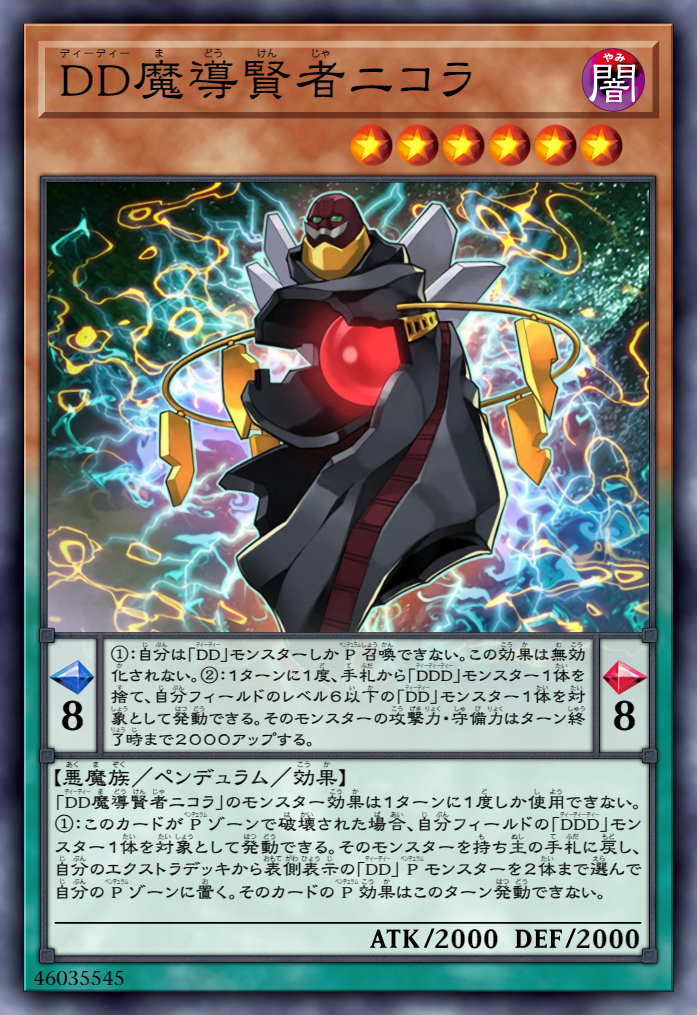 DD魔導賢者ニコラ
闇
①:自分は「DD」モンスターしかP召喚できない。この効果は無効
化されない。②:1ターンに1度、手札から「DDD」モンスター1体を
捨て、自分フィールドのレベル6以下の「DD」モンスター1体を対
象として発動できる。そのモンスターの攻撃力・守備力はターン終
了時まで2000アップする。
8
8
【悪魔族／ペンデュラム／効果】
「DD魔導賢者ニコラ」のモンスター効果は1ターンに1度しか使用できない。
①:このカードがPゾーンで破壊された場合、自分フィールドの「DDD」モン
スター1体を対象として発動できる。そのモンスターを持ち主の手札に戻し、
自分のエクストラデッキから表側表示の「DD」Pモンスターを2体まで選んで
自分のPゾーンに置く。そのカードのP効果はこのターン発動できない。
ATK/2000 DEF/2000
46035545